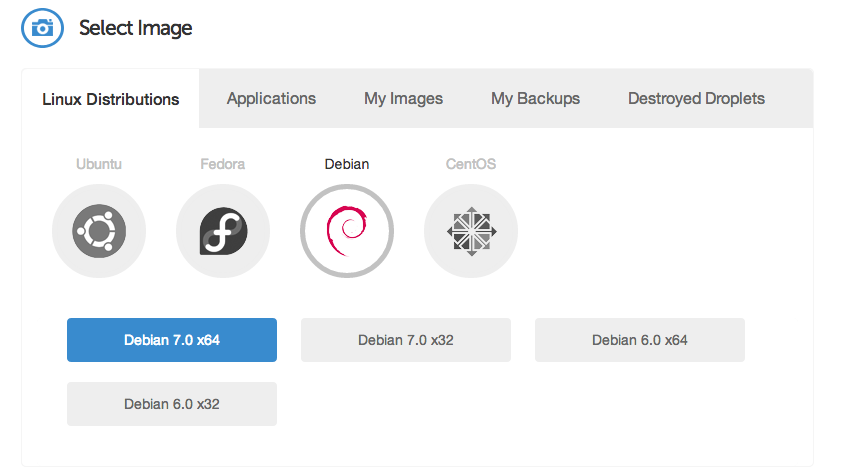 Select Image
Linux Distributions Applications My Images My Backups Destroyed Droplets
Ubuntu Fedora Debian CentOS
Debian 7.0 x64 Debian 7.0 x32 Debian 6.0 x64
Debian 6.0 x32